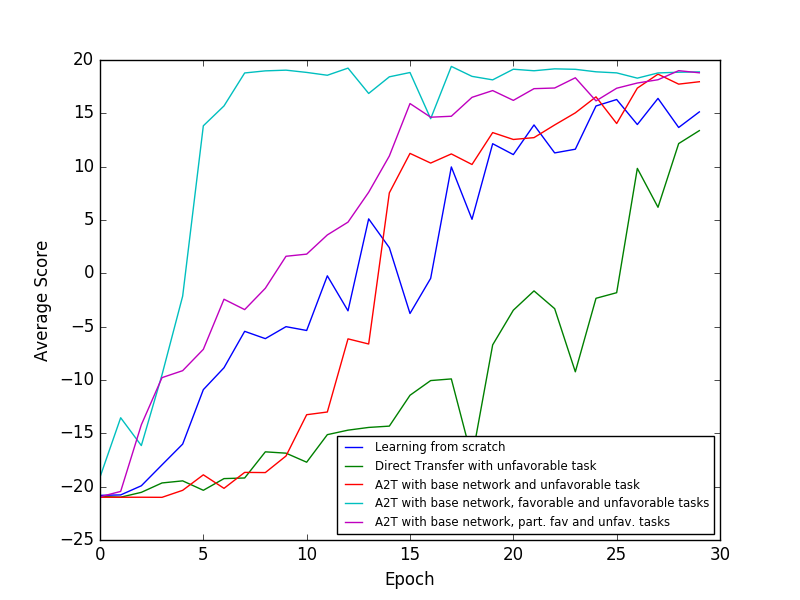 20
15
10
5
0
−5
−10
−15
−20
−25
0
5
10
15
20
25
30
Average Score
Epoch
Learning from scratch
Direct Transfer with unfavorable task
A2T with base network and unfavorable task
A2T with base network, favorable and unfavorable tasks
A2T with base network, part. fav and unfav. tasks